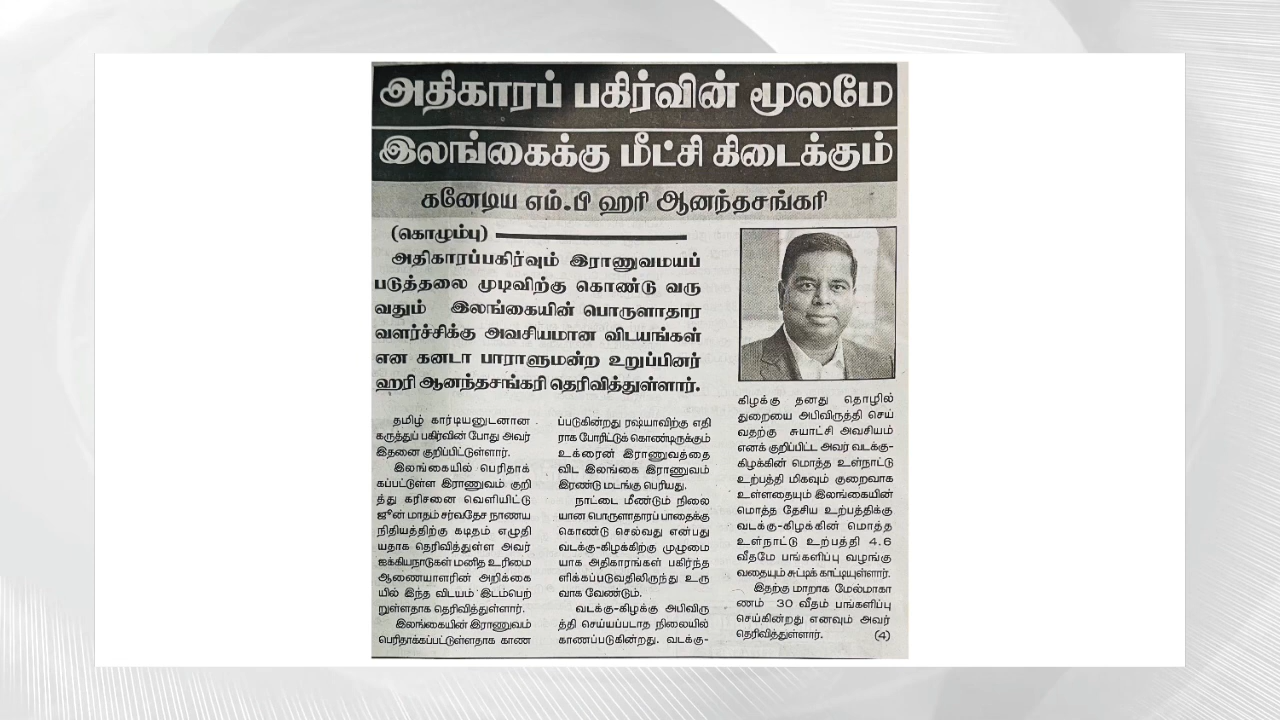 அதிகாரப் பகிர்வின் மூலமே
இலங்கைக்கு மீட்சி கிடைக்கும்
கனேடிய எம்.பி ஹரி ஆனந்தசங்கரி
(கொழும்பு)
அதிகாரப்பகிர்வும் இராணுவமயப்
படுத்தலை முடிவிற்கு கொண்டு வரு
வதும் இலங்கையின் பொருளாதார
வளர்ச்சிக்கு அவசியமான விடயங்கள்
என கனடா பாராளுமன்ற உறுப்பினர்
ஹரி ஆனந்தசங்கரி தெரிவித்துள்ளார்.
தமிழ் கார்டியனுடனான
கருத்துப் பகிர்வின் போது அவர்
இதனை குறிப்பிட்டுள்ளார்.
இலங்கையில் பெரிதாக்
கப்பட்டுள்ள இராணுவம் குறி
த்து கரிசனை வெளியிட்டு
ஜூன் மாதம் சர்வதேச நாணய
நிதியத்திற்கு கடிதம் எழுதி
யதாக தெரிவித்துள்ள அவர்
ஐக்கியநாடுகள் மனித உரிமை
ஆணையாளரின் அறிக்கை
யில் இந்த விடயம் இடம்பெற்
றுள்ளதாக தெரிவித்துள்ளார்.
இலங்கையின் இராணுவம்
பெரிதாக்கப்பட்டுள்ளதாக காண
ப்படுகின்றது ரஷ்யாவிற்கு எதி
ராக போரிட்டுக் கொண்டிருக்கும்
உக்ரைன் இராணுவத்தை
விட இலங்கை இராணுவம்
இரண்டு மடங்கு பெரியது.
நாட்டை மீண்டும் நிலை
யான பொருளாதாரப் பாதைக்கு
கொண்டு செல்வது என்பது
வடக்கு-கிழக்கிற்கு முழுமை
யாக அதிகாரங்கள் பகிர்ந்த
ளிக்கப்படுவதிலிருந்து உரு
வாக வேண்டும்.
வடக்கு-கிழக்கு அபிவிரு
த்தி செய்யப்படாத நிலையில்
காணப்படுகின்றது. வடக்கு-
கிழக்கு தனது தொழில்
துறையை அபிவிருத்தி செய்
வதற்கு சுயாட்சி அவசியம்
எனக் குறிப்பிட்ட அவர் வடக்கு-
கிழக்கின் மொத்த உள்நாட்டு
உற்பத்தி மிகவும் குறைவாக
உள்ளதையும் இலங்கையின்
மொத்த தேசிய உற்பத்திக்கு
வடக்கு-கிழக்கின் மொத்த
உள்நாட்டு உற்பத்தி 4.6
வீதமே பங்களிப்பு வழங்கு
வதையும் சுட்டிக் காட்டியுள்ளார்.
இதற்கு மாறாக மேல்மாகா
ணம் 30 வீதம் பங்களிப்பு
செய்கின்றது எனவும் அவர்
தெரிவித்துள்ளார். (4)